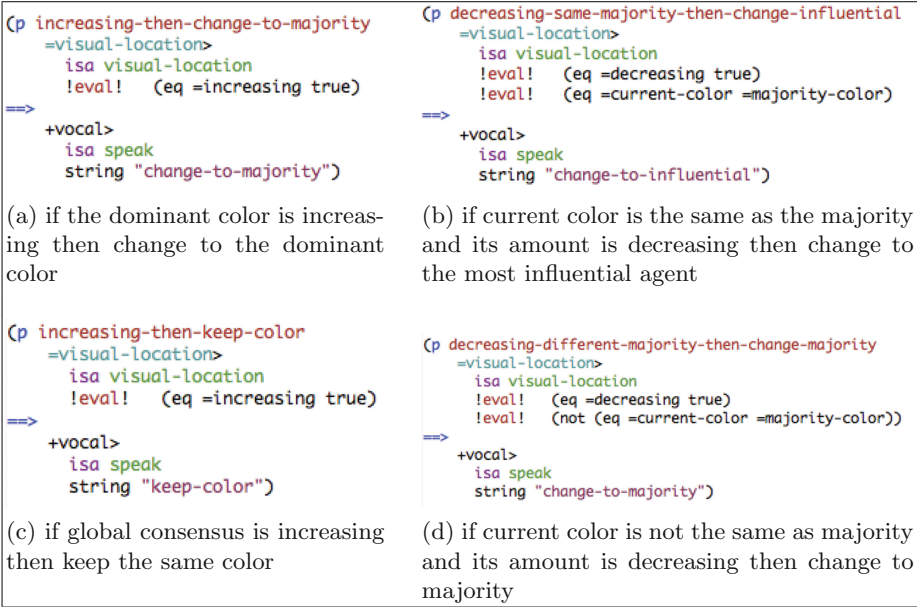 (p increasing-then-change-to-majority
=visual-location>
isa visual-location
!eval! (eq =increasing true)
==>
+vocal>
isa speak
string "change-to-majority")
(a) if the dominant color is increas-
ing then change to the dominant
color
(p decreasing-same-majority-then-change-influential
=visual-location>
isa visual-location
!eval! (eq =decreasing true)
!eval! (eq =current-color =majority-color)
==>
+vocal>
isa speak
string "change-to-influential")
(b) if current color is the same as the majority
and its amount is decreasing then change to
the most influential agent
(p increasing-then-keep-color
=visual-location>
isa visual-location
!eval! (eq =increasing true)
==>
+vocal>
isa speak
string "keep-color")
(c) if global consensus is increasing
then keep the same color
(p decreasing-different-majority-then-change-majority
=visual-location>
isa visual-location
!eval! (eq =decreasing true)
!eval! (not (eq =current-color =majority-color))
==>
+vocal>
isa speak
string "change-to-majority")
(d) if current color is not the same as majority
and its amount is decreasing then change to
majority